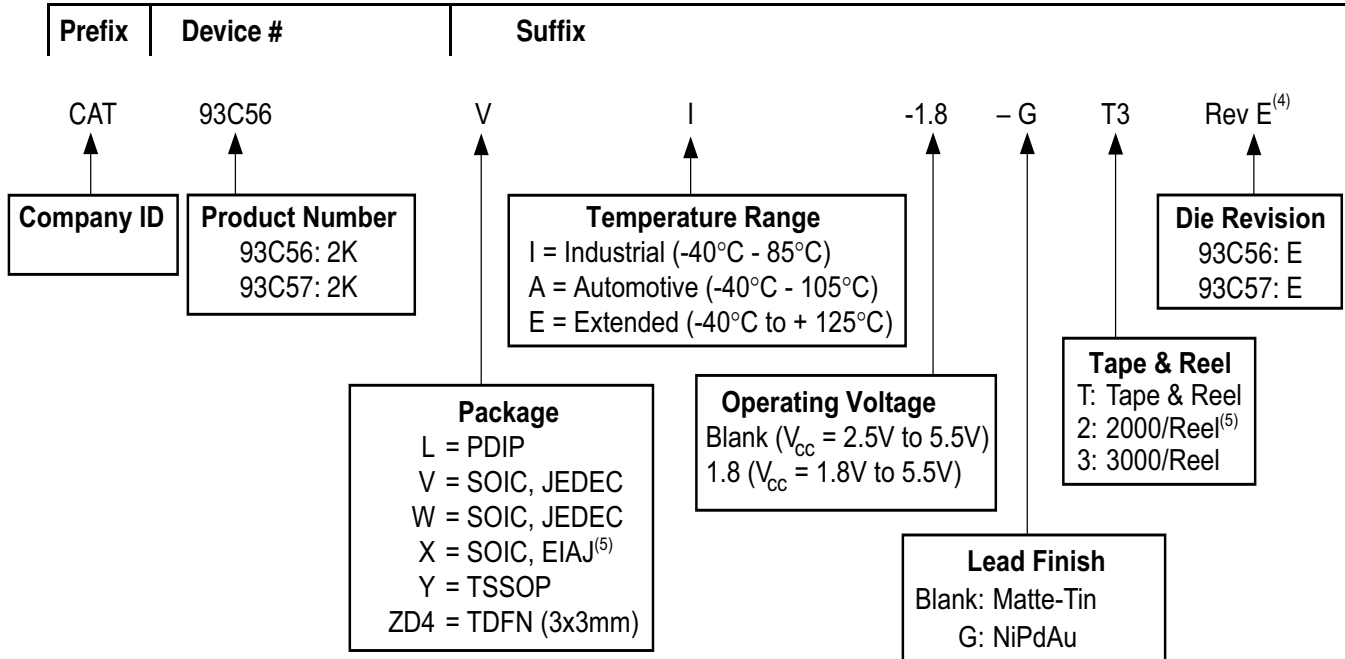 Prefix Device # Suffix
CAT 93C56 V I -1.8 – G T3 Rev E(4)
Company ID
Product Number
93C56: 2K
93C57: 2K
Temperature Range
I = Industrial (-40°C - 85°C)
A = Automotive (-40°C - 105°C)
E = Extended (-40°C to + 125°C)
Die Revision
93C56: E
93C57: E
Package
L = PDIP
V = SOIC, JEDEC
W = SOIC, JEDEC
X = SOIC, EIAJ(5)
Y = TSSOP
ZD4 = TDFN (3x3mm)
Operating Voltage
Blank (Vcc = 2.5V to 5.5V)
1.8 (Vcc = 1.8V to 5.5V)
Tape & Reel
T: Tape & Reel
2: 2000/Reel(5)
3: 3000/Reel
Lead Finish
Blank: Matte-Tin
G: NiPdAu